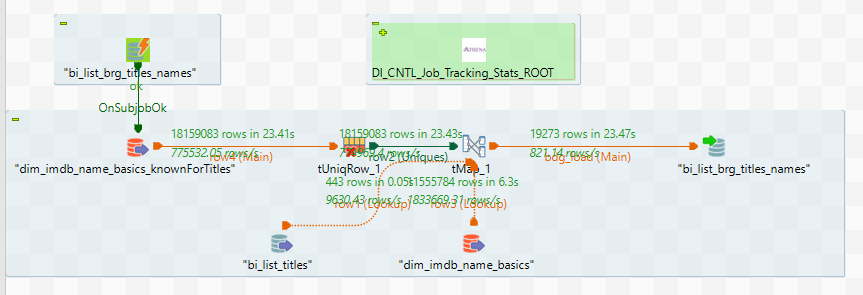 "bi_list_brg_titles_names"
ok
OnSubjobOk
ATHENA
DI_CNTL_Job_Tracking_Stats_ROOT
18159083 rows in 23.41s
775532.05 rows/s
row4 (Main)
"dim_imdb_name_basics_knownForTitles"
18159083 rows in 23.43s
row2 (Uniques)
tUniqRow_1
tMap_1
19273 rows in 23.47s
821.14 rows/s
bdg_load (Main)
"bi_list_brg_titles_names"
443 rows in 0.05s
9630.43 rows/s
row1 (Lookup)
11555784 rows in 6.3s
1833669.31 rows/s
row3 (Lookup)
"bi_list_titles"
"dim_imdb_name_basics"